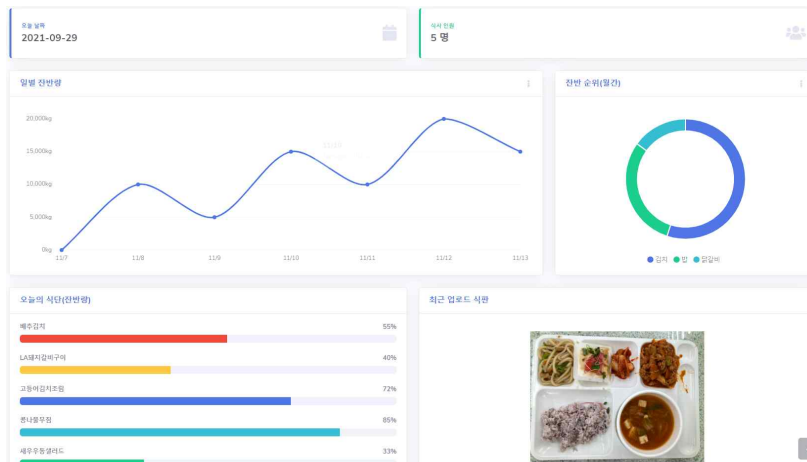 오늘 날짜
2021-09-29
식사 인원
5 명
일별 잔반량
20,000kg
15,000kg
10,000kg
5,000kg
0kg
11/7
11/8
11/9
11/10
11/11
11/12
11/13
잔반 순위(월간)
김치
밥
닭갈비
오늘의 식단(잔반량)
배추김치 55%
LA돼지갈비구이 40%
고등어김치조림 72%
콩나물무침 85%
새우우동샐러드 33%
최근 업로드 식판